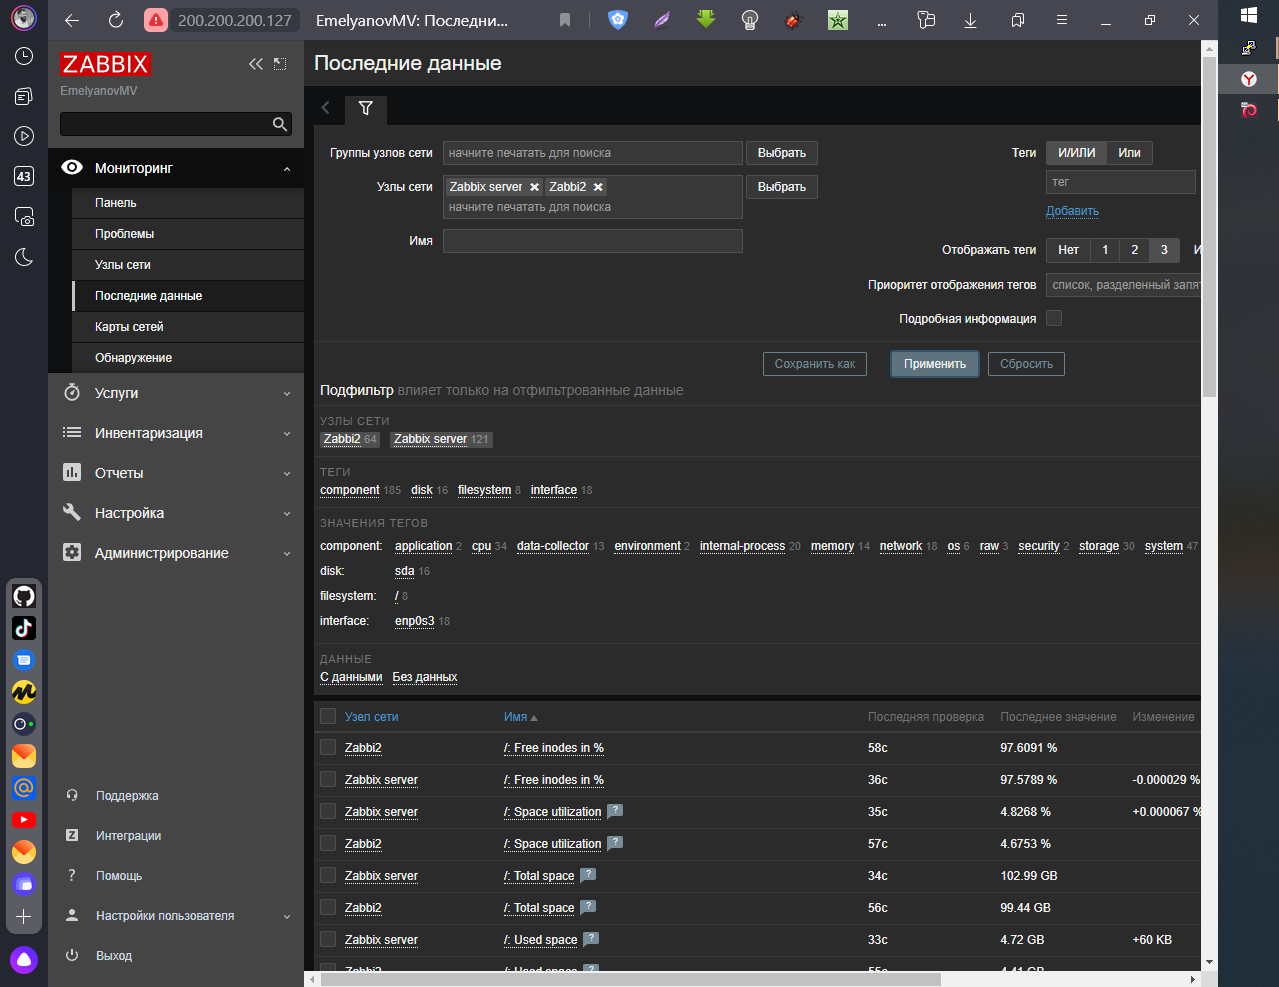 200.200.200.127 EmelyanovMV: Последни...
...
43
ZABBIX
EmelyanovMV
Мониторинг
Панель
Проблемы
Узлы сети
Последние данные
Карты сетей
Обнаружение
Услуги
Инвентаризация
Отчеты
Настройка
Администрирование
Поддержка
Z Интеграции
? Помощь
Настройки пользователя
Выход
Последние данные
Группы узлов сети начните печатать для поиска Выбрать
Узлы сети Zabbix server Zabbi2 Выбрать
начните печатать для поиска
Имя
Теги И/ИЛИ Или
тег
Добавить
Отображать теги Нет 1 2 3 И
Приоритет отображения тегов список, разделенный запят
Подробная информация
Сохранить как Применить Сбросить
Подфильтр влияет только на отфильтрованные данные
УЗЛЫ СЕТИ
Zabbi2 64 Zabbix server 121
ТЕГИ
component 185 disk 16 filesystem 8 interface 18
ЗНАЧЕНИЯ ТЕГОВ
component: application 2 cpu 34 data-collector 13 environment 2 internal-process 20 memory 14 network 18 os 6 raw 3 security 2 storage 30 system 47
disk: sda 16
filesystem: / 8
interface: enp0s3 18
ДАННЫЕ
С данными Без данных
Узел сети Имя Последняя проверка Последнее значение Изменение
Zabbi2 /: Free inodes in % 58с 97.6091 %
Zabbix server /: Free inodes in % 36с 97.5789 % -0.000029 %
Zabbix server /: Space utilization ? 35с 4.8268 % +0.000067 %
Zabbi2 /: Space utilization ? 57с 4.6753 %
Zabbix server /: Total space ? 34с 102.99 GB
Zabbi2 /: Total space ? 56с 99.44 GB
Zabbix server /: Used space ? 33с 4.72 GB +60 KB
Zabbi2 /: Used space ? 55с 4.41 GB